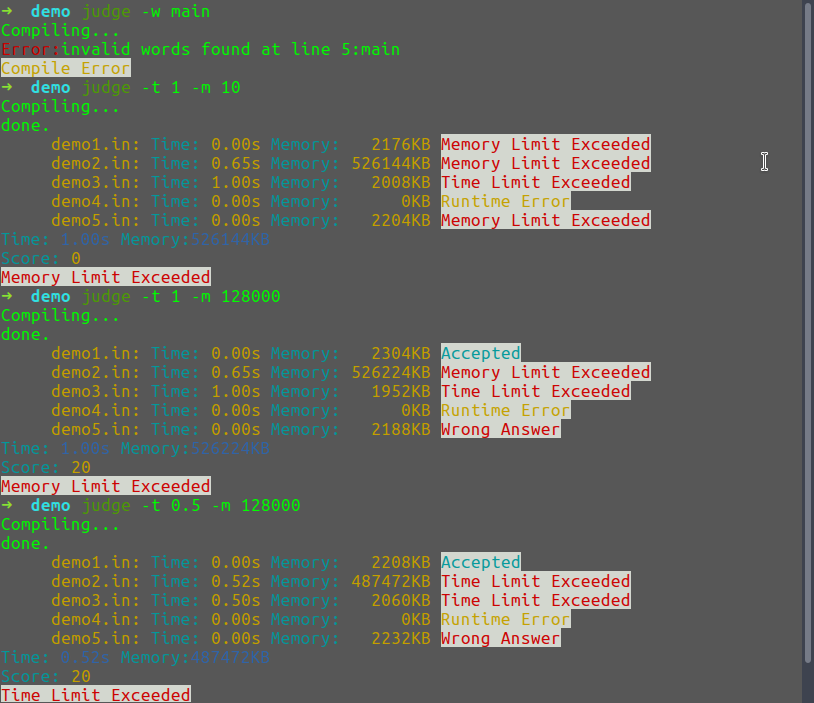 → demo judge -w main
Compiling...
Error:invalid words found at line 5:main
Compile Error
→ demo judge -t 1 -m 10
Compiling...
done.
demo1.in: Time: 0.00s Memory: 2176KB Memory Limit Exceeded
demo2.in: Time: 0.65s Memory: 526144KB Memory Limit Exceeded
demo3.in: Time: 1.00s Memory: 2008KB Time Limit Exceeded
demo4.in: Time: 0.00s Memory: 0KB Runtime Error
demo5.in: Time: 0.00s Memory: 2204KB Memory Limit Exceeded
Time: 1.00s Memory:526144KB
Score: 0
Memory Limit Exceeded
→ demo judge -t 1 -m 128000
Compiling...
done.
demo1.in: Time: 0.00s Memory: 2304KB Accepted
demo2.in: Time: 0.65s Memory: 526224KB Memory Limit Exceeded
demo3.in: Time: 1.00s Memory: 1952KB Time Limit Exceeded
demo4.in: Time: 0.00s Memory: 0KB Runtime Error
demo5.in: Time: 0.00s Memory: 2188KB Wrong Answer
Time: 1.00s Memory:526224KB
Score: 20
Memory Limit Exceeded
→ demo judge -t 0.5 -m 128000
Compiling...
done.
demo1.in: Time: 0.00s Memory: 2208KB Accepted
demo2.in: Time: 0.52s Memory: 487472KB Time Limit Exceeded
demo3.in: Time: 0.50s Memory: 2060KB Time Limit Exceeded
demo4.in: Time: 0.00s Memory: 0KB Runtime Error
demo5.in: Time: 0.00s Memory: 2232KB Wrong Answer
Time: 0.52s Memory:487472KB
Score: 20
Time Limit Exceeded